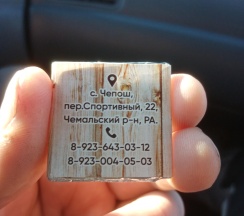 с. Чепош,
пер.Спортивный, 22,
Чемальский р-н, РА.
8-923-643-03-12
8-923-004-05-03